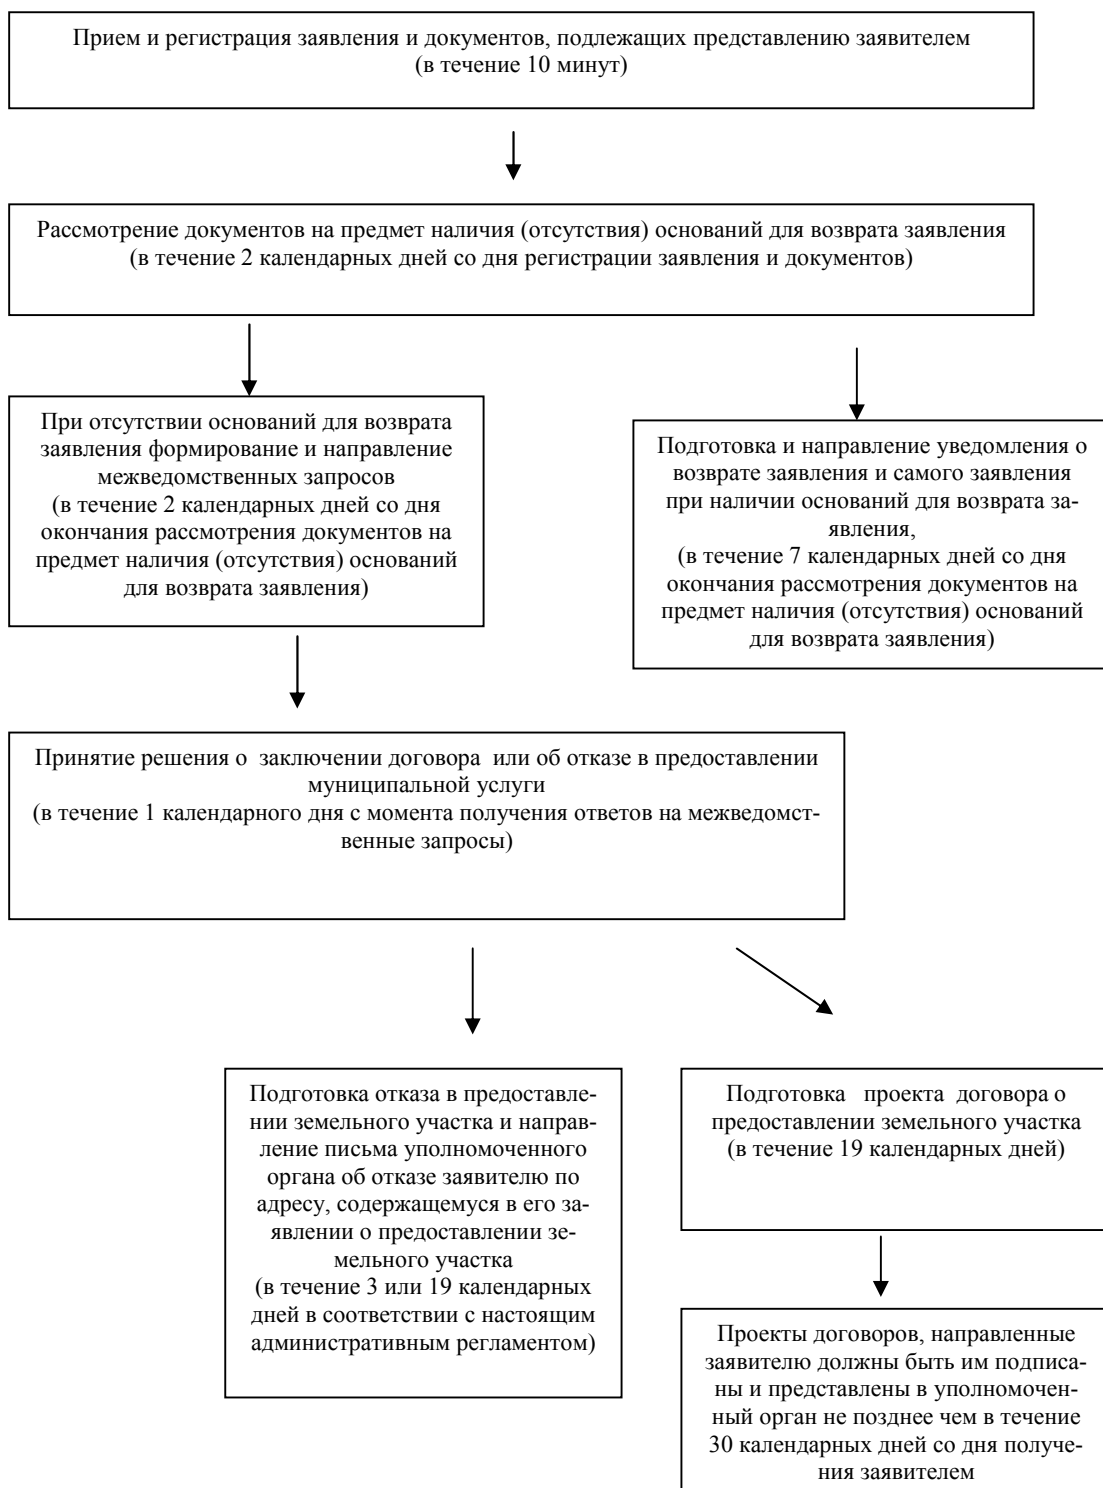 Прием и регистрация заявления и документов, подлежащих представлению заявителем
(в течение 10 минут)
Рассмотрение документов на предмет наличия (отсутствия) оснований для возврата заявления
(в течение 2 календарных дней со дня регистрации заявления и документов)
При отсутствии оснований для возврата
заявления формирование и направление
межведомственных запросов
(в течение 2 календарных дней со дня
окончания рассмотрения документов на
предмет наличия (отсутствия) оснований
для возврата заявления)
Подготовка и направление уведомления о
возврате заявления и самого заявления
при наличии оснований для возврата за-
явления,
(в течение 7 календарных дней со дня
окончания рассмотрения документов на
предмет наличия (отсутствия) оснований
для возврата заявления)
Принятие решения о заключении договора или об отказе в предоставлении
муниципальной услуги
(в течение 1 календарного дня с момента получения ответов на межведомст-
венные запросы)
Подготовка отказа в предоставле-
нии земельного участка и направ-
ление письма уполномоченного
органа об отказе заявителю по
адресу, содержащемуся в его за-
явлении о предоставлении зе-
мельного участка
(в течение 3 или 19 календарных
дней в соответствии с настоящим
административным регламентом)
Подготовка проекта договора о
предоставлении земельного участка
(в течение 19 календарных дней)
Проекты договоров, направленные
заявителю должны быть им подписа-
ны и представлены в уполномочен-
ный орган не позднее чем в течение
30 календарных дней со дня получе-
ния заявителем